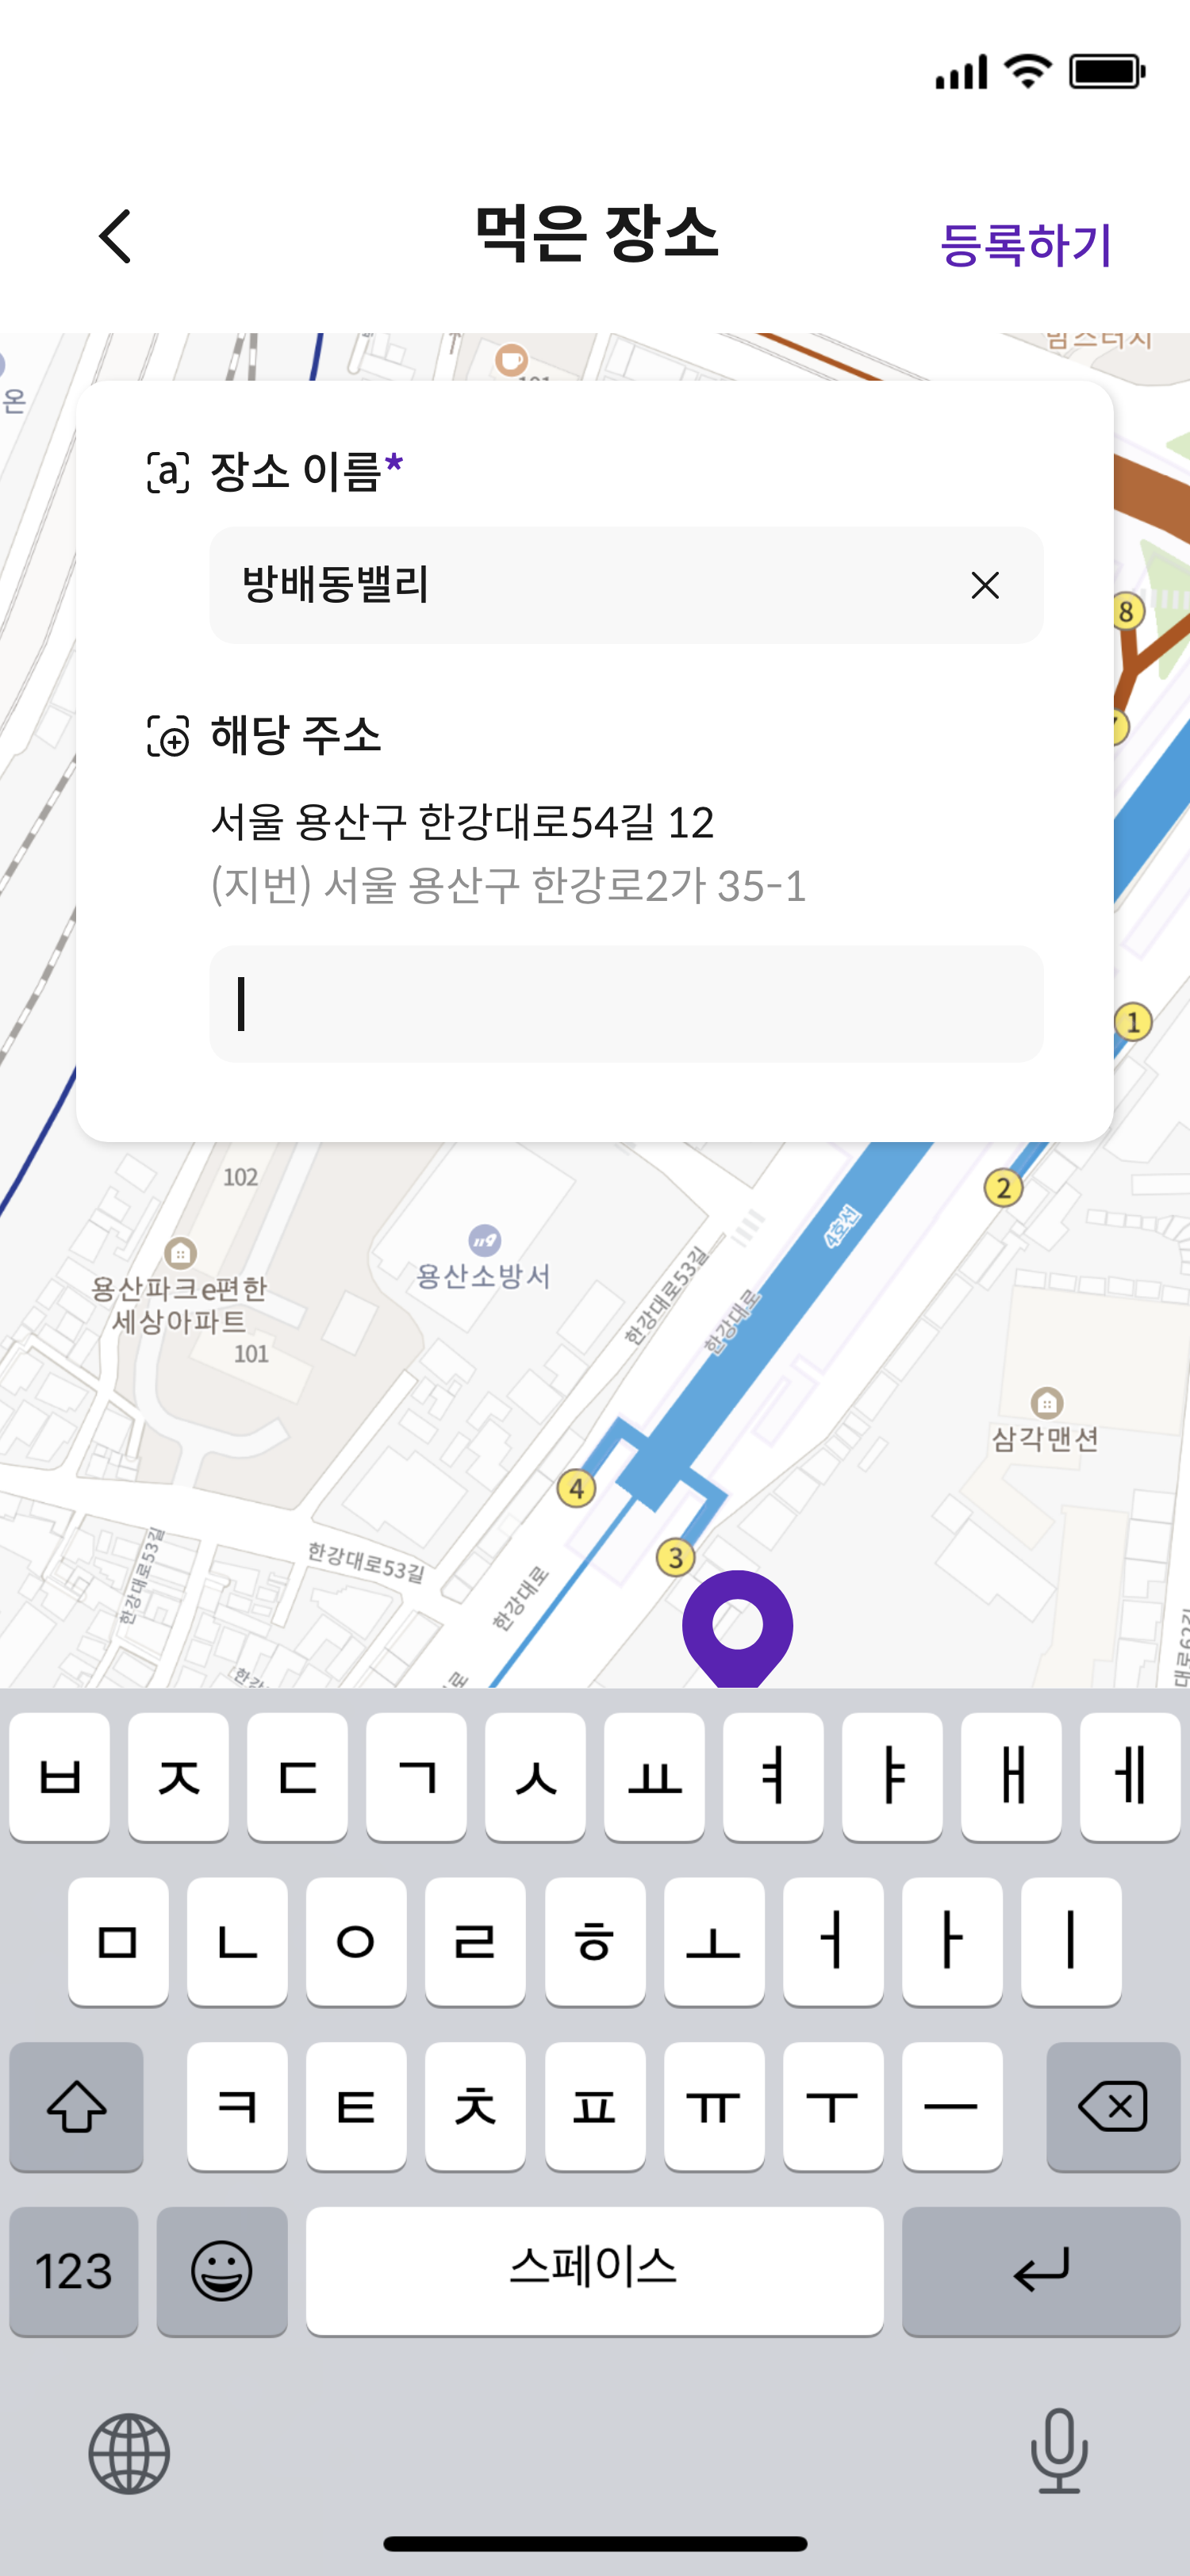 먹은 장소
등록하기
온
장소 이름*
방배동밸리
8
해당 주소
서울 용산구 한강대로54길 12
(지번) 서울 용산구 한강로2가 35-1
1
102
2
4호선
119
용산소방서
용산파크e편한
세상아파트
101
한강대로53길
한강대로
삼각맨션
4
3
한강대로53길
한강대로53길
한강대로
ㅂ ㅈ ㄷ ㄱ ㅅ ㅛ ㅕ ㅑ ㅐ ㅔ
ㅁ ㄴ ㅇ ㄹ ㅎ ㅗ ㅓ ㅏ ㅣ
ㅋ ㅌ ㅊ ㅍ ㅠ ㅜ ㅡ
123 스페이스